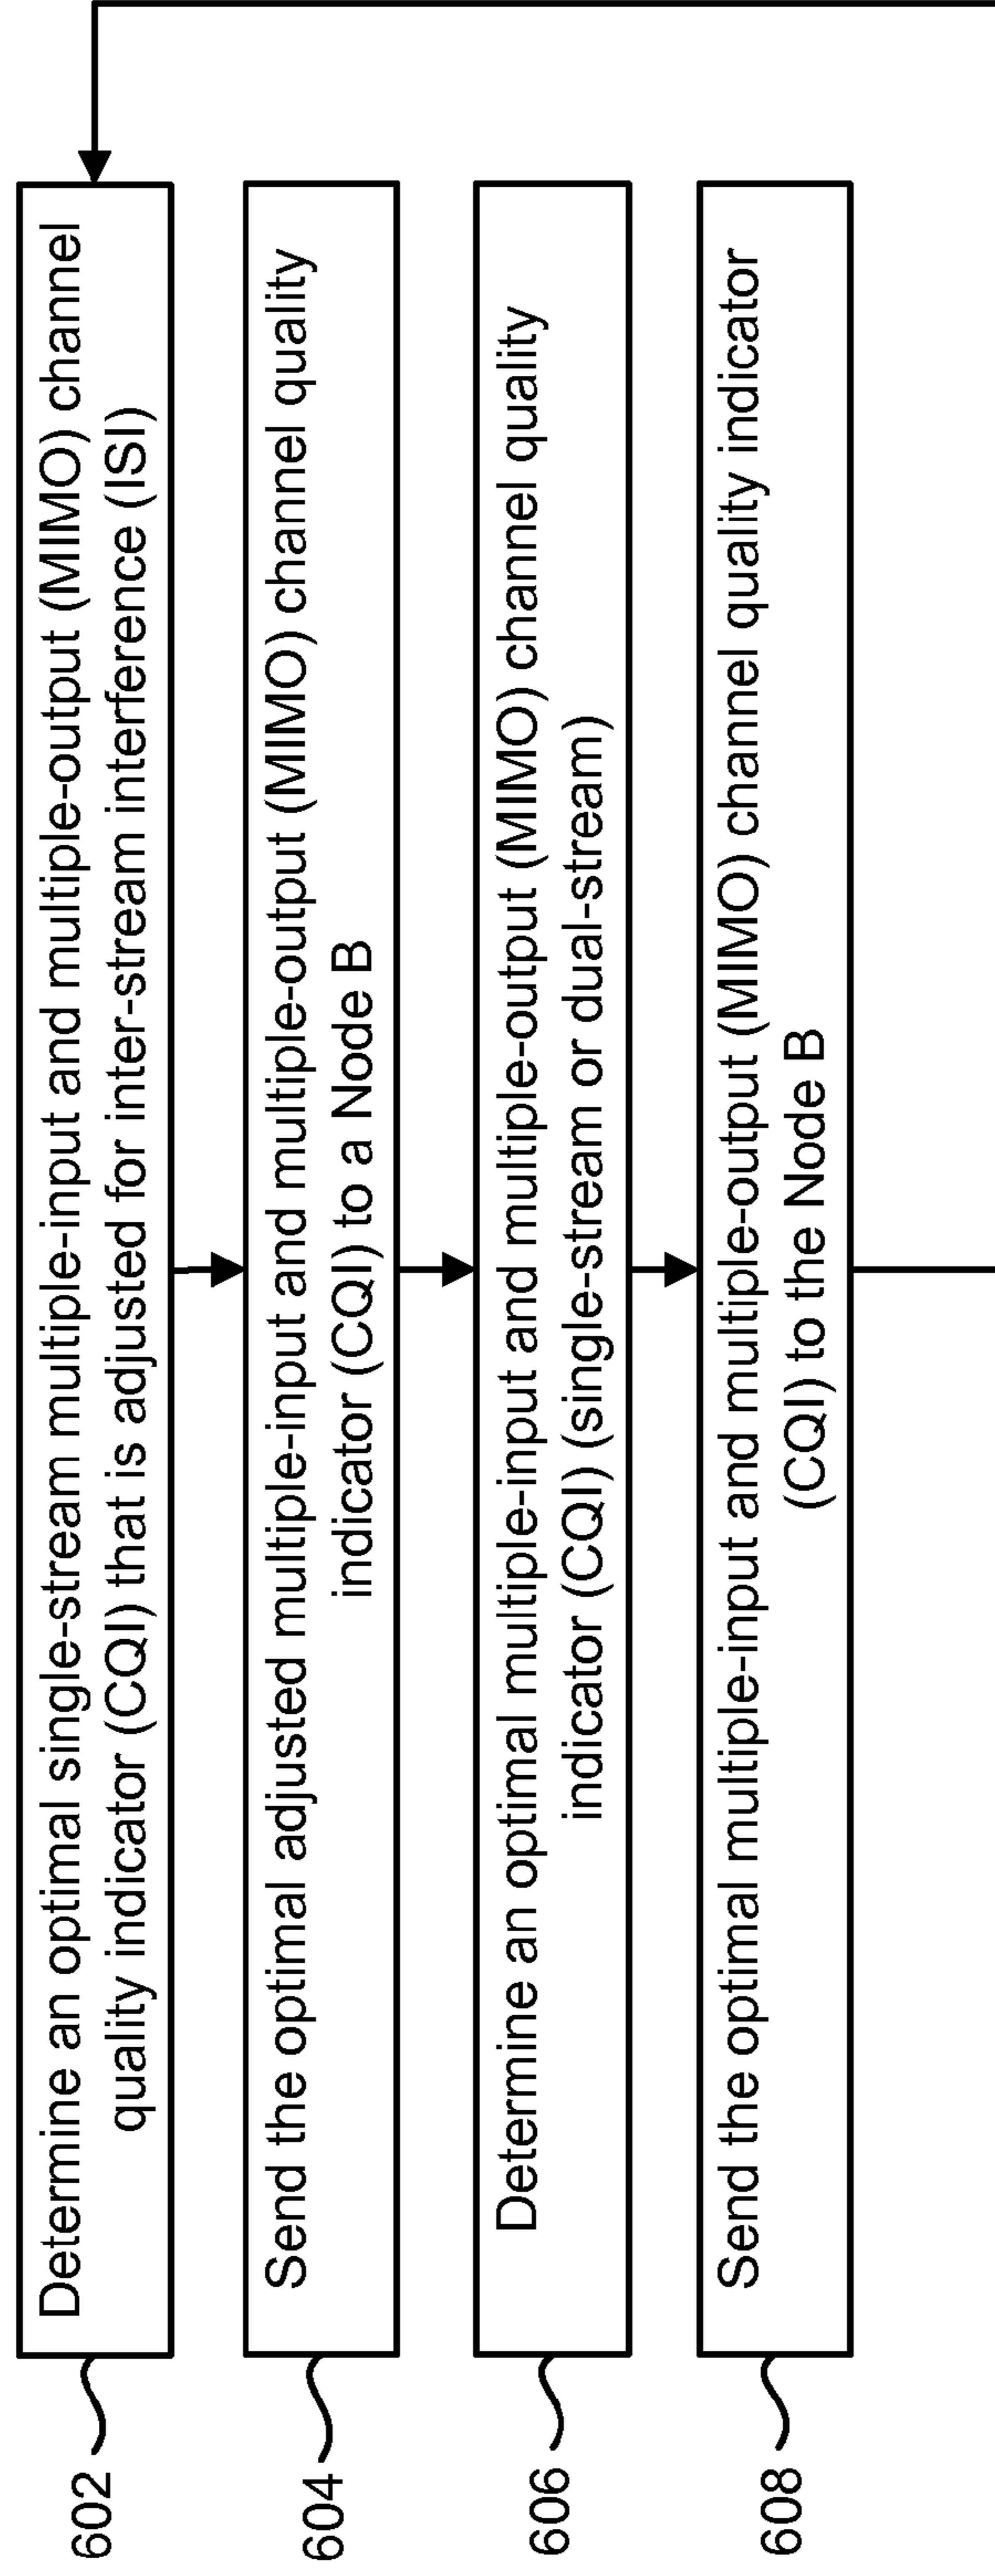 602
Determine an optimal single-stream multiple-input and multiple-output (MIMO) channel
quality indicator (CQI) that is adjusted for inter-stream interference (ISI)
604
Send the optimal adjusted multiple-input and multiple-output (MIMO) channel quality
indicator (CQI) to a Node B
606
Determine an optimal multiple-input and multiple-output (MIMO) channel quality
indicator (CQI) (single-stream or dual-stream)
608
Send the optimal multiple-input and multiple-output (MIMO) channel quality indicator
(CQI) to the Node B